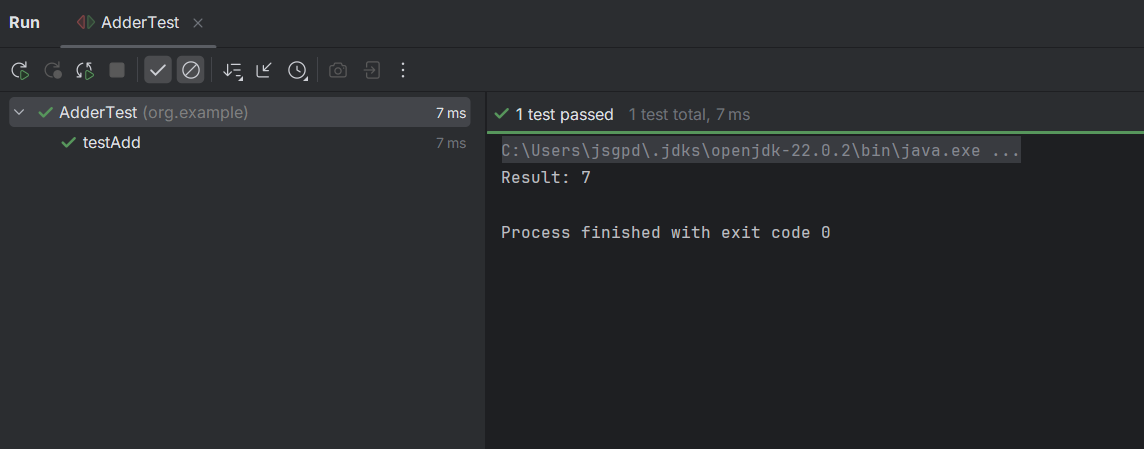 Run AdderTest
AdderTest (org.example) 7 ms
testAdd 7 ms
1 test passed 1 test total, 7 ms
C:\Users\jsgpd\.jdks\openjdk-22.0.2\bin\java.exe ...
Result: 7
Process finished with exit code 0